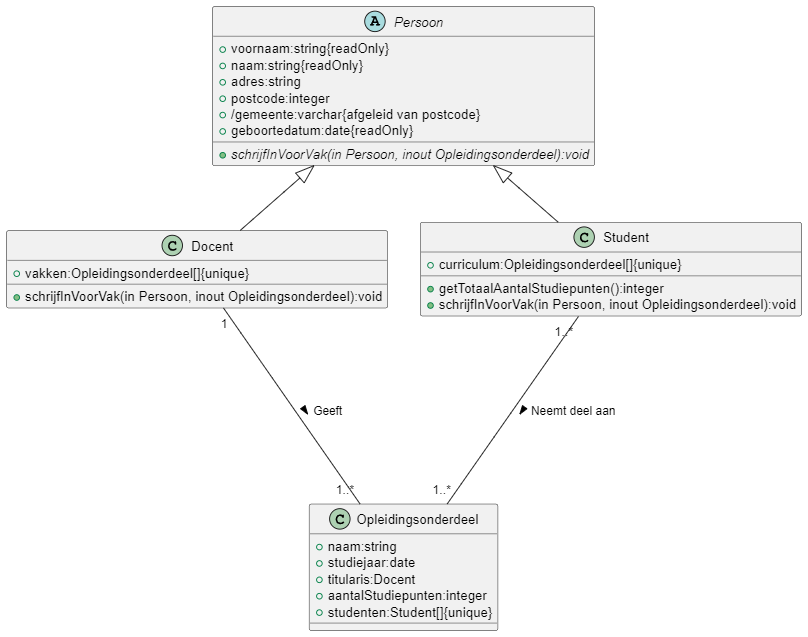 A Persoon
voornaam:string{readOnly}
naam:string{readOnly}
adres:string
postcode:integer
/gemeente:varchar{afgeleid van postcode}
geboortedatum:date{readOnly}
schrijfInVoorVak(in Persoon, inout Opleidingsonderdeel):void
C Docent
vakken:Opleidingsonderdeel[]{unique}
schrijfInVoorVak(in Persoon, inout Opleidingsonderdeel):void
C Student
curriculum:Opleidingsonderdeel[]{unique}
getTotaalAantalStudiepunten():integer
schrijfInVoorVak(in Persoon, inout Opleidingsonderdeel):void
1
1..*
Geeft
Neemt deel aan
1..*
1..*
C Opleidingsonderdeel
naam:string
studiejaar:date
titularis:Docent
aantalStudiepunten:integer
studenten:Student[]{unique}